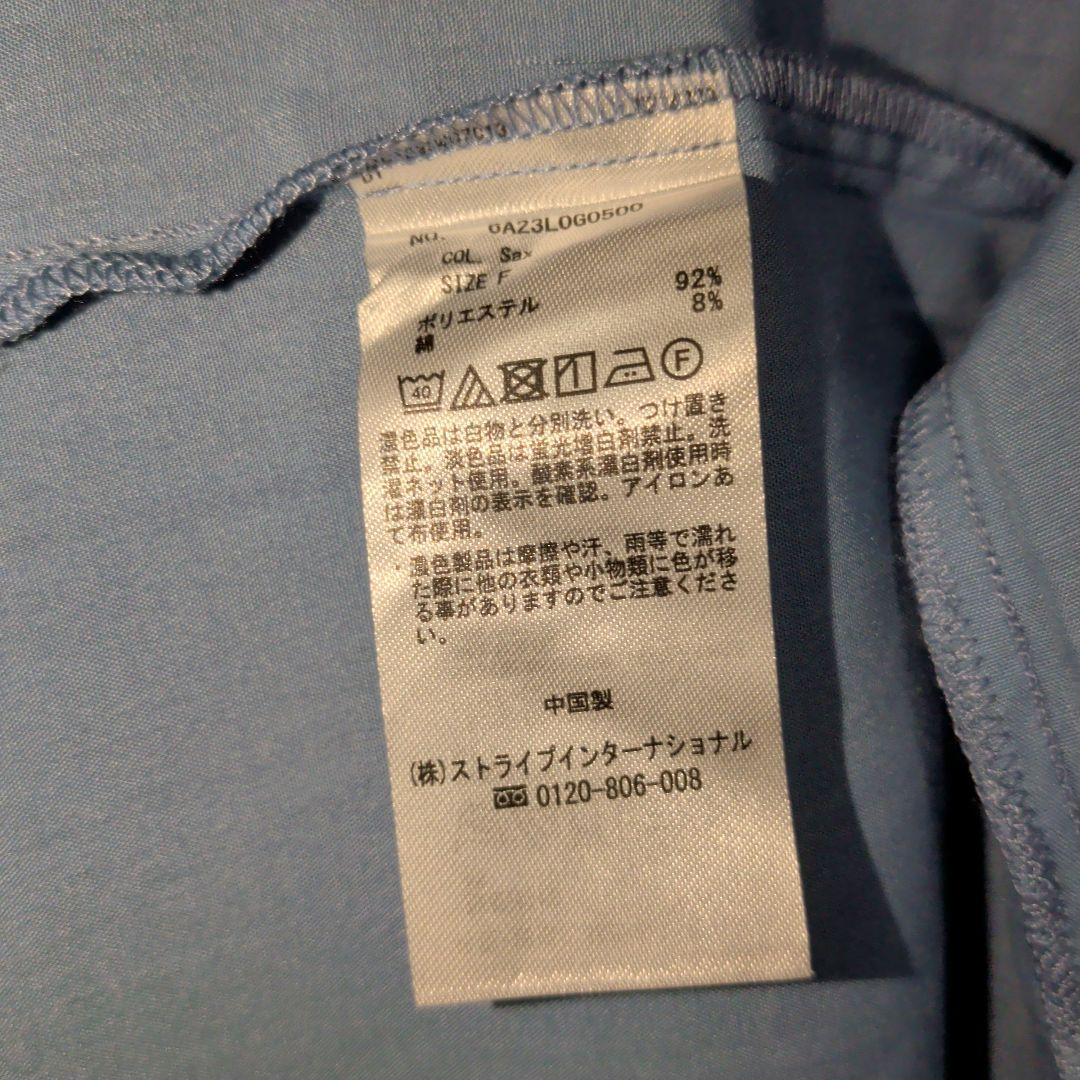 NO. 6AZ3L0G0500
COL. Sax
SIZE F
ポリエステル 92%
綿 8%
40 F
濃色品は白物と分別洗い。つけ置き
禁止。淡色品は蛍光増白剤禁止。洗
濯ネット使用。酸素系漂白剤使用時
は漂白剤の表示を確認。アイロンあ
て布使用。
・濃色製品は摩擦や汗、雨等で濡れ
た際に他の衣類や小物類に色が移
る事がありますのでご注意くださ
い。
中国製
(株)ストライプインターナショナル
0120-806-008